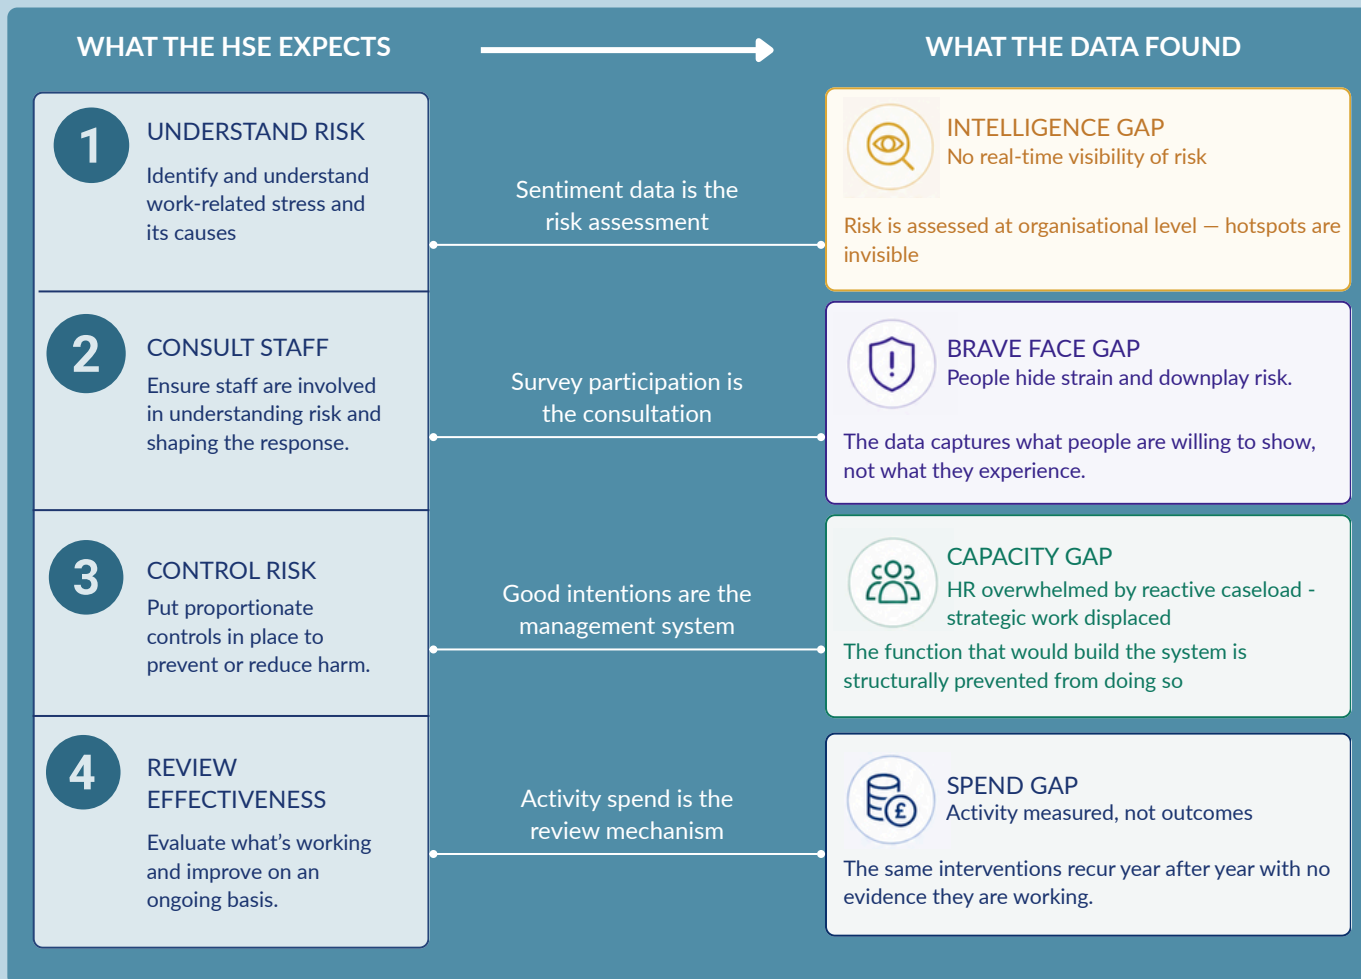 WHAT THE HSE EXPECTS
WHAT THE DATA FOUND
1
UNDERSTAND RISK
Identify and understand
work-related stress and
its causes
Sentiment data is the
risk assessment
INTELLIGENCE GAP
No real-time visibility of risk
Risk is assessed at organisational level — hotspots are
invisible
2
CONSULT STAFF
Ensure staff are involved
in understanding risk and
shaping the response.
Survey participation is
the consultation
BRAVE FACE GAP
People hide strain and downplay risk.
The data captures what people are willing to show,
not what they experience.
3
CONTROL RISK
Put proportionate
controls in place to
prevent or reduce harm.
Good intentions are the
management system
CAPACITY GAP
HR overwhelmed by reactive caseload -
strategic work displaced
The function that would build the system is
structurally prevented from doing so
4
REVIEW
EFFECTIVENESS
Evaluate what’s working
and improve on an
ongoing basis.
Activity spend is the
review mechanism
£
SPEND GAP
Activity measured, not outcomes
The same interventions recur year after year with no
evidence they are working.